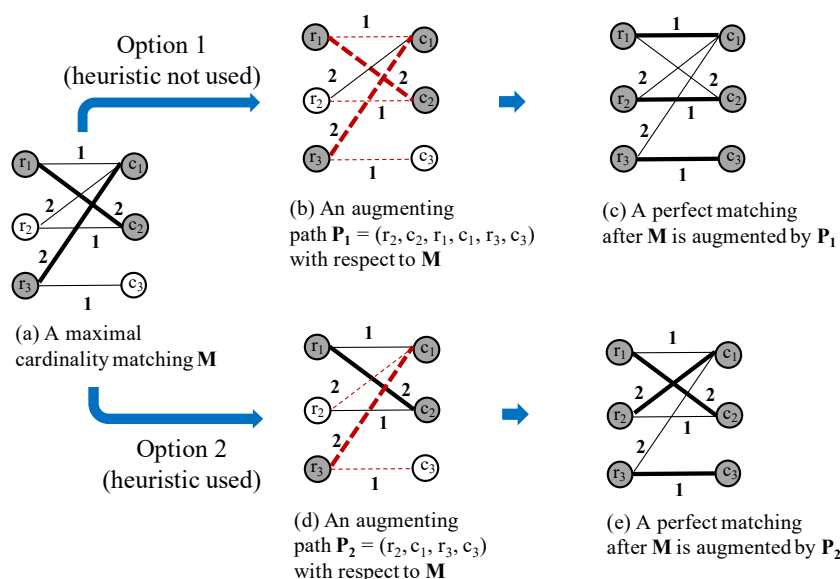 Option 1
(heuristic not used)
r1 1 c1
r2 2 2 c2
1
r3 2 c3
1
(a) A maximal
cardinality matching M
r1 1 c1
r2 2 2 c2
1
r3 2 c3
1
(b) An augmenting
path P1 = (r2, c2, r1, c1, r3, c3)
with respect to M
r1 1 c1
r2 2 2 c2
1
r3 2 c3
1
(c) A perfect matching
after M is augmented by P1
Option 2
(heuristic used)
r1 1 c1
r2 2 2 c2
1
r3 2 c3
1
(d) An augmenting
path P2 = (r2, c1, r3, c3)
with respect to M
r1 1 c1
r2 2 2 c2
1
r3 2 c3
1
(e) A perfect matching
after M is augmented by P2